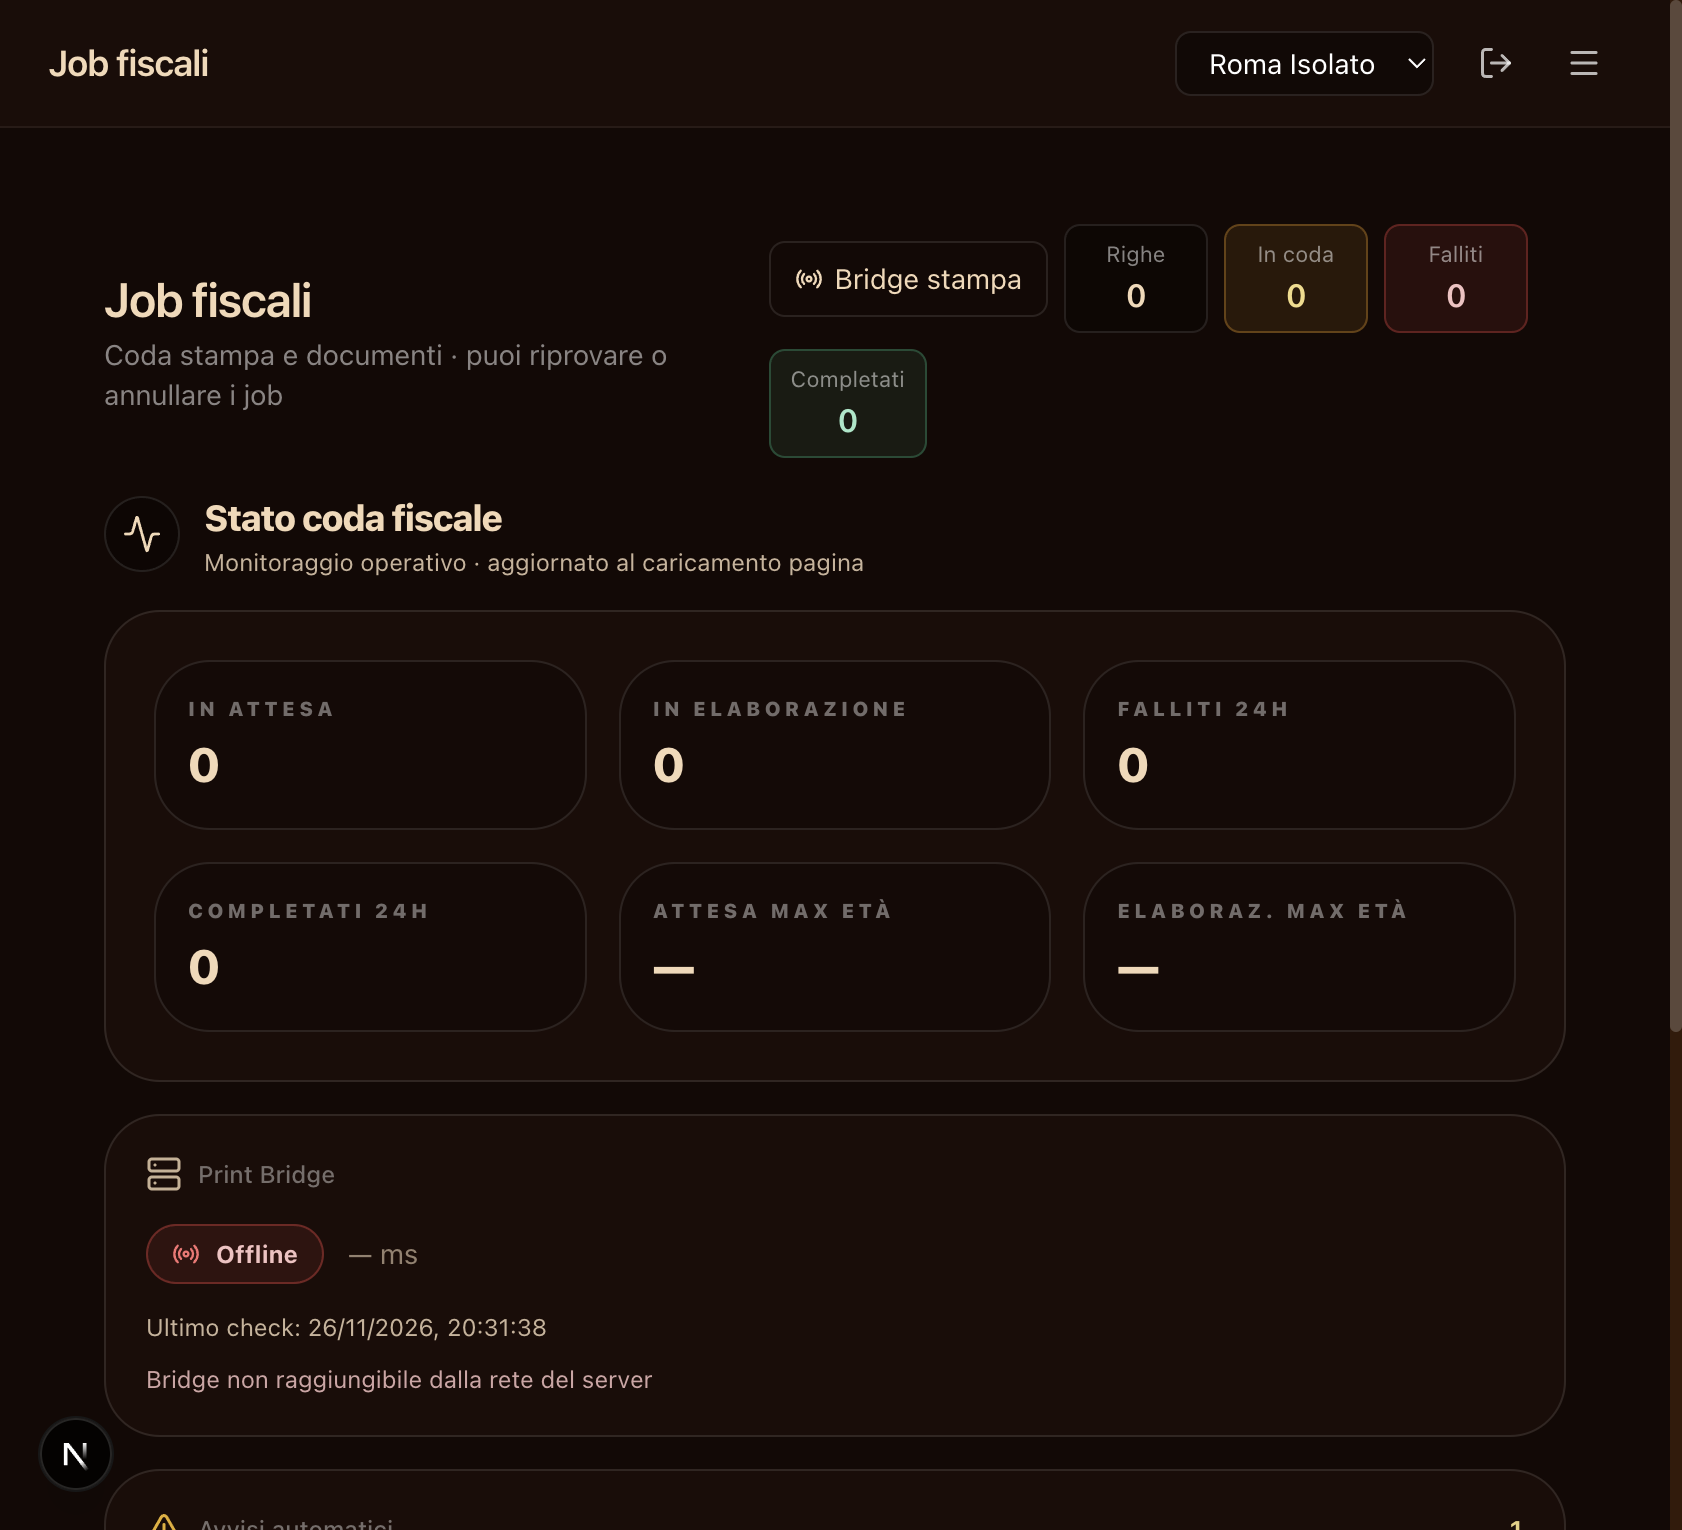 Job fiscali
Roma Isolato
Job fiscali
Coda stampa e documenti · puoi riprovare o
annullare i job
Bridge stampa
Righe
0
In coda
0
Falliti
0
Completati
0
Stato coda fiscale
Monitoraggio operativo · aggiornato al caricamento pagina
IN ATTESA
0
IN ELABORAZIONE
0
FALLITI 24H
0
COMPLETATI 24H
0
ATTESA MAX ETÀ
—
ELABORAZ. MAX ETÀ
—
Print Bridge
Offline
— ms
Ultimo check: 26/11/2026, 20:31:38
Bridge non raggiungibile dalla rete del server
N
Avvisi automatici
1